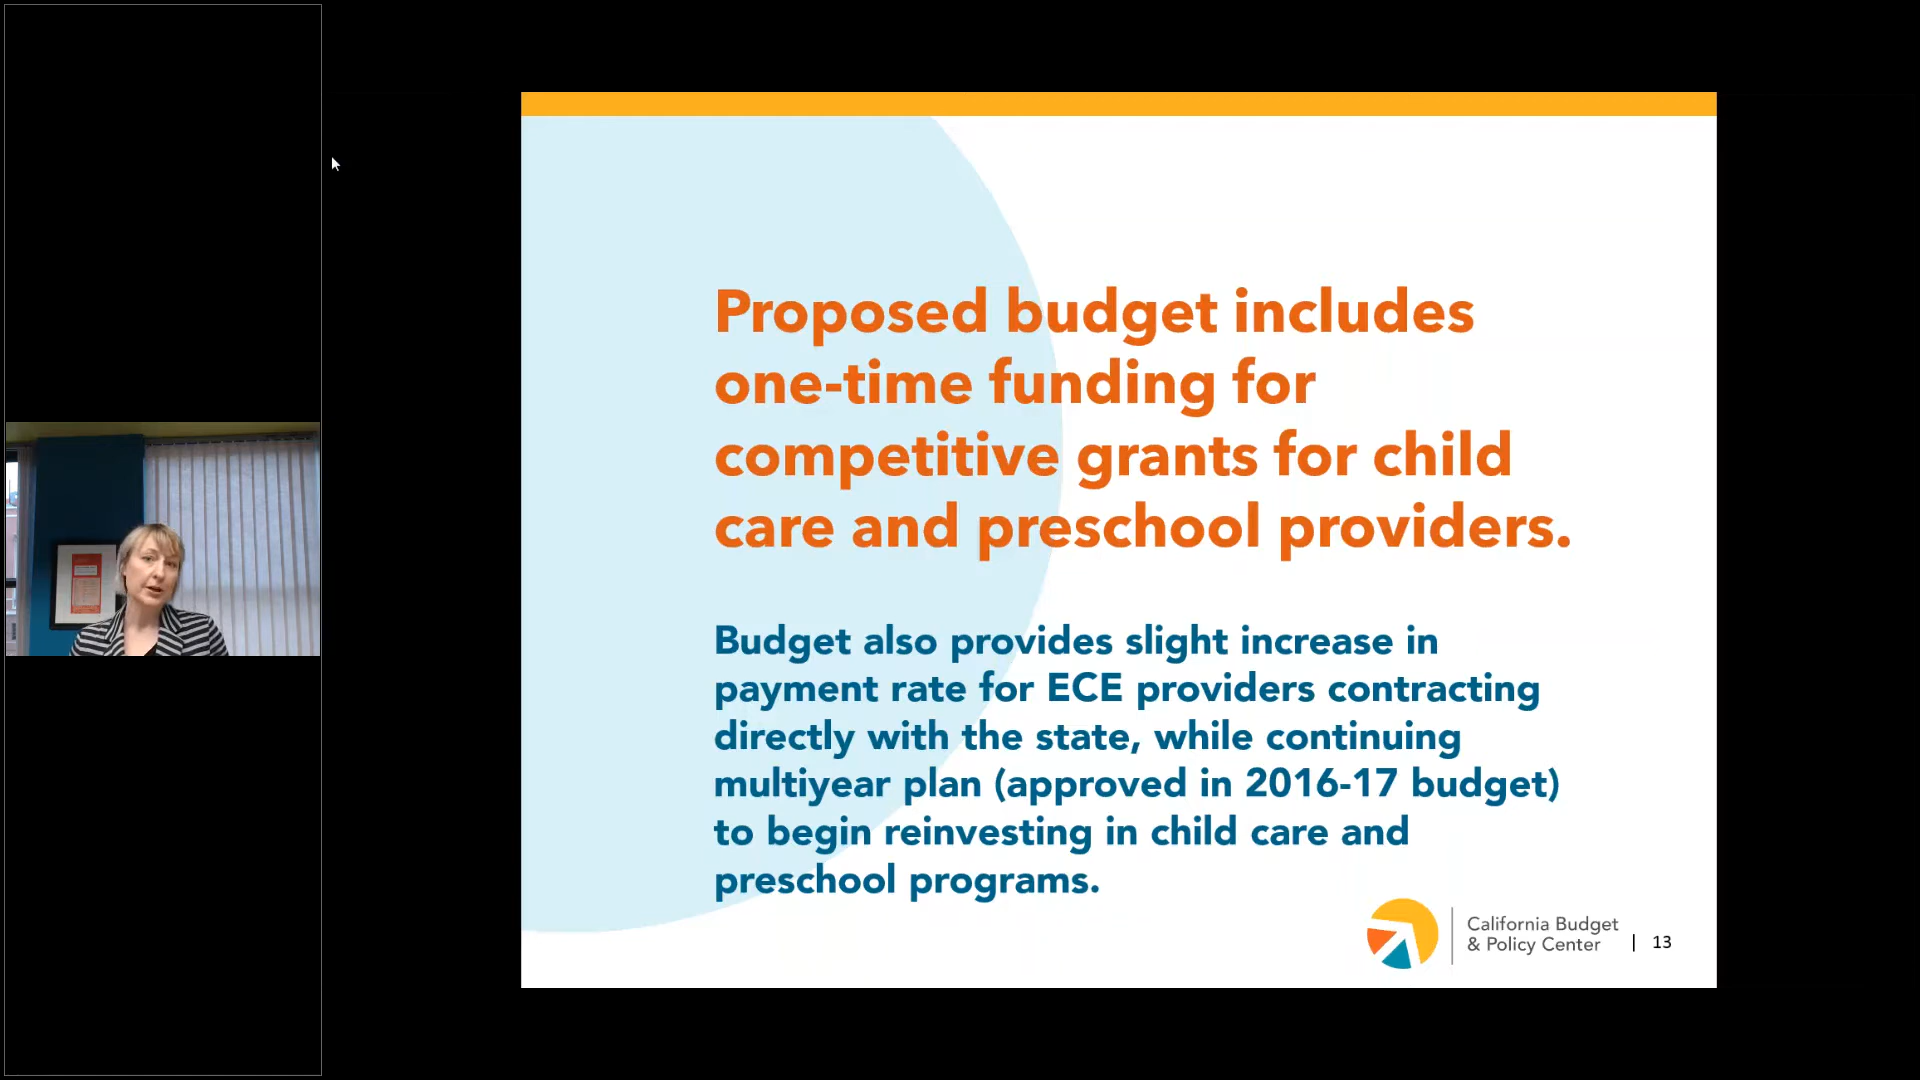 Proposed budget includes
one-time funding for
competitive grants for child
care and preschool providers.
Budget also provides slight increase in
payment rate for ECE providers contracting
directly with the state, while continuing
multiyear plan (approved in 2016-17 budget)
to begin reinvesting in child care and
preschool programs.
California Budget
& Policy Center | 13